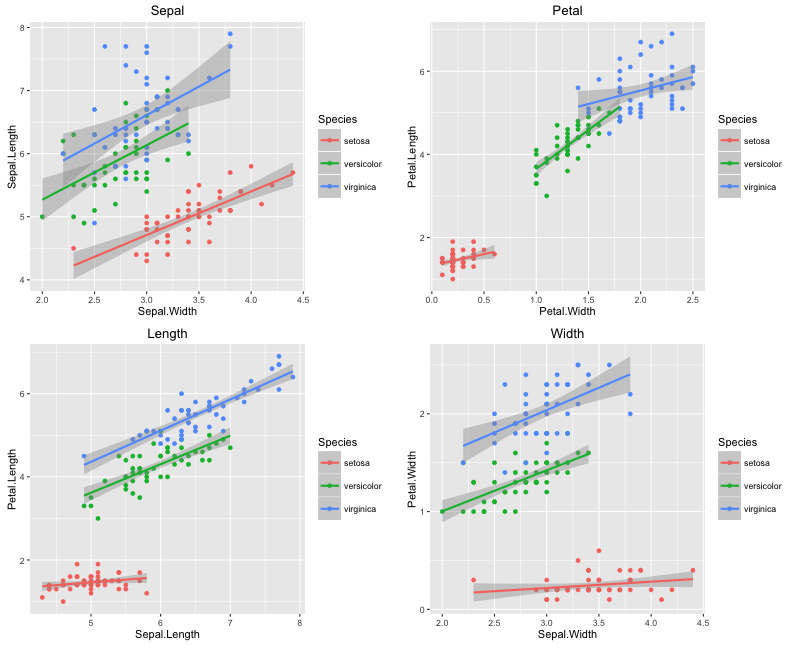 Sepal
8
7
6
5
4
Sepal.Length
2.0 2.5 3.0 3.5 4.0 4.5
Sepal.Width
Species
setosa
versicolor
virginica
Petal
6
4
2
Petal.Length
0.0 0.5 1.0 1.5 2.0 2.5
Petal.Width
Species
setosa
versicolor
virginica
Length
6
4
2
Petal.Length
5 6 7 8
Sepal.Length
Species
setosa
versicolor
virginica
Width
2
1
0
Petal.Width
2.0 2.5 3.0 3.5 4.0 4.5
Sepal.Width
Species
setosa
versicolor
virginica